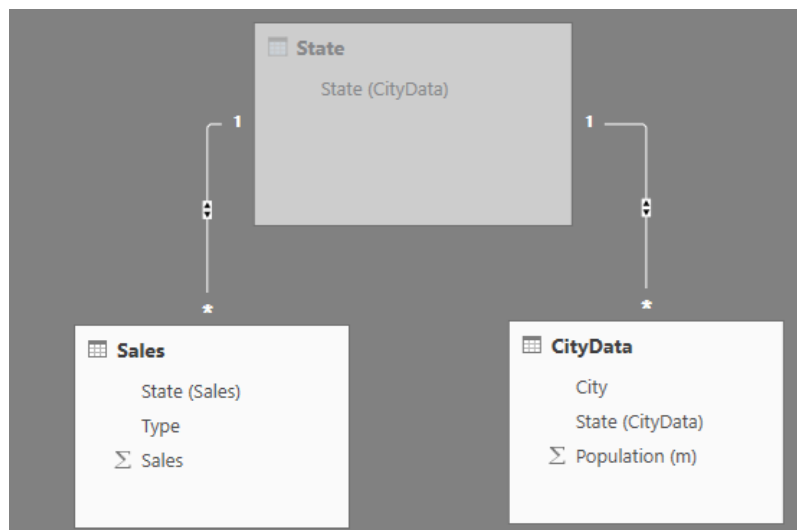 State
State (CityData)
1
1
*
*
Sales
State (Sales)
Type
Σ Sales
CityData
City
State (CityData)
Σ Population (m)